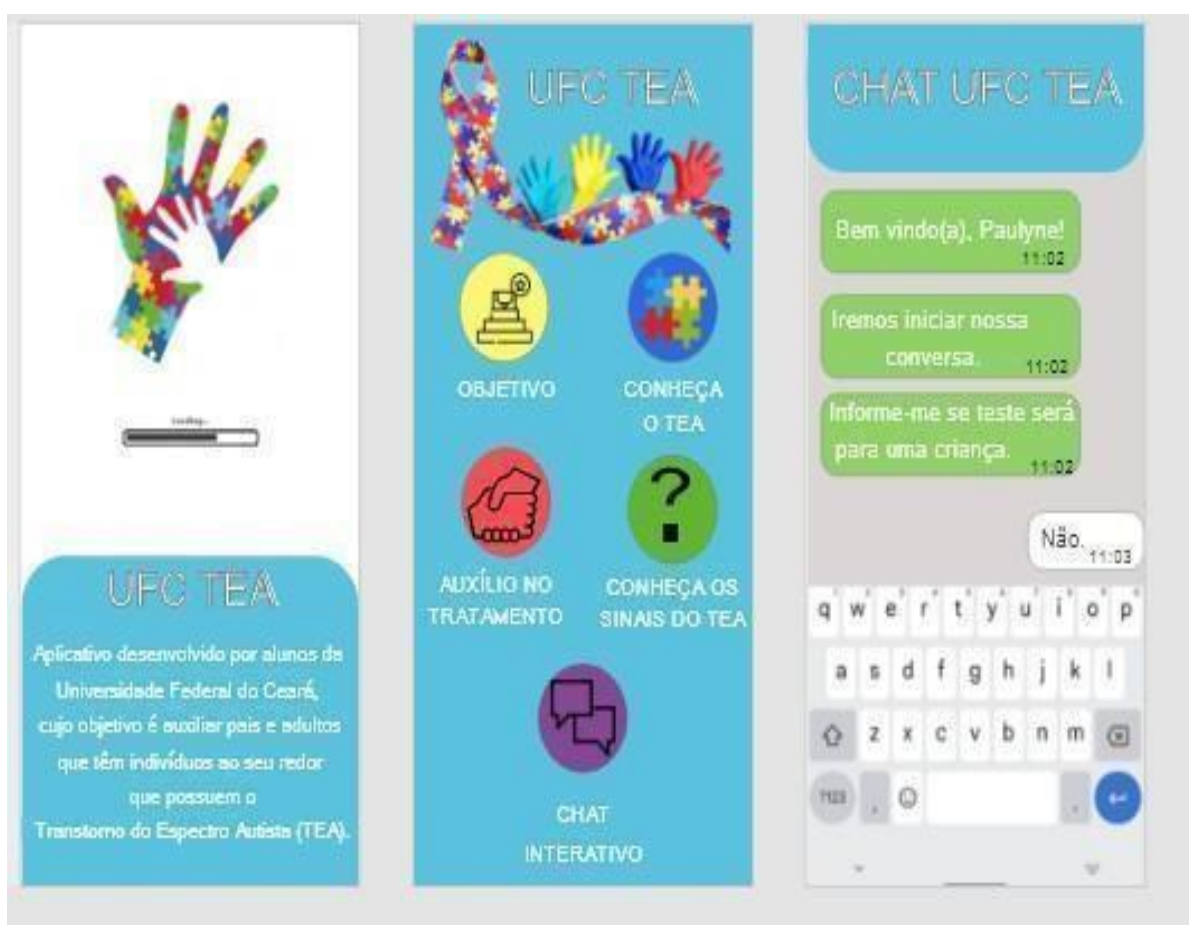 Loading...
UFC TEA
Aplicativo desenvolvido por alunos da
Universidade Federal do Ceará,
cujo objetivo é auxiliar pais e adultos
que têm indivíduos ao seu redor
que possuem o
Transtorno do Espectro Autista (TEA).
UFC TEA
OBJETIVO
CONHEÇA
O TEA
AUXÍLIO NO
TRATAMENTO
CONHEÇA OS
SINAIS DO TEA
CHAT
INTERATIVO
CHAT UFC TEA
Bem vindo(a), Paulyne!
11:02
Iremos iniciar nossa
conversa. 11:02
Informe-me se teste será
para uma criança.
11:02
Não. 11:03
q w e r t y u i o p
a s d f g h j k l
z x c v b n m
?123 , .